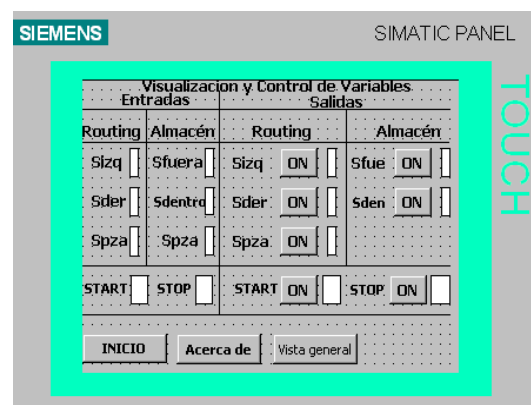 SIEMENS SIMATIC PANEL
TOUCH
Visualizacion y Control de Variables
Entradas Salidas
Routing Almacén Routing Almacén
Sizq Sfuera Sizq ON Sfue ON
Sder Sdentro Sder ON Sden ON
Spza Spza Spza ON
START STOP START ON STOP ON
INICIO Acerca de Vista general